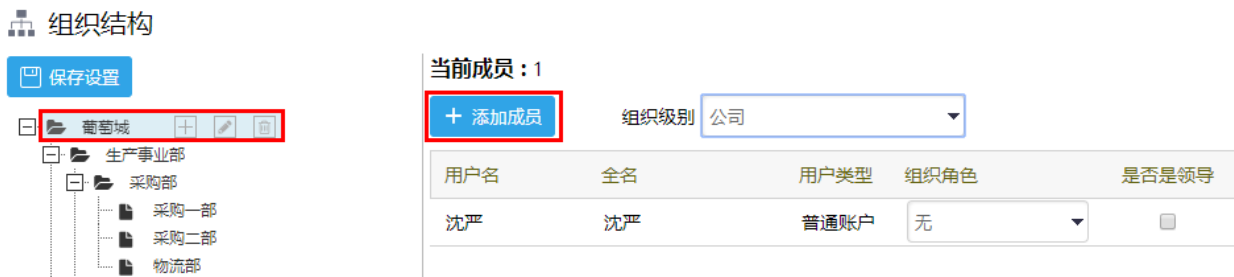 组织结构
保存设置
葡萄城
生产事业部
采购部
采购一部
采购二部
物流部
当前成员：1
添加成员 组织级别 公司
用户名 全名 用户类型 组织角色 是否是领导
沈严 沈严 普通账户 无